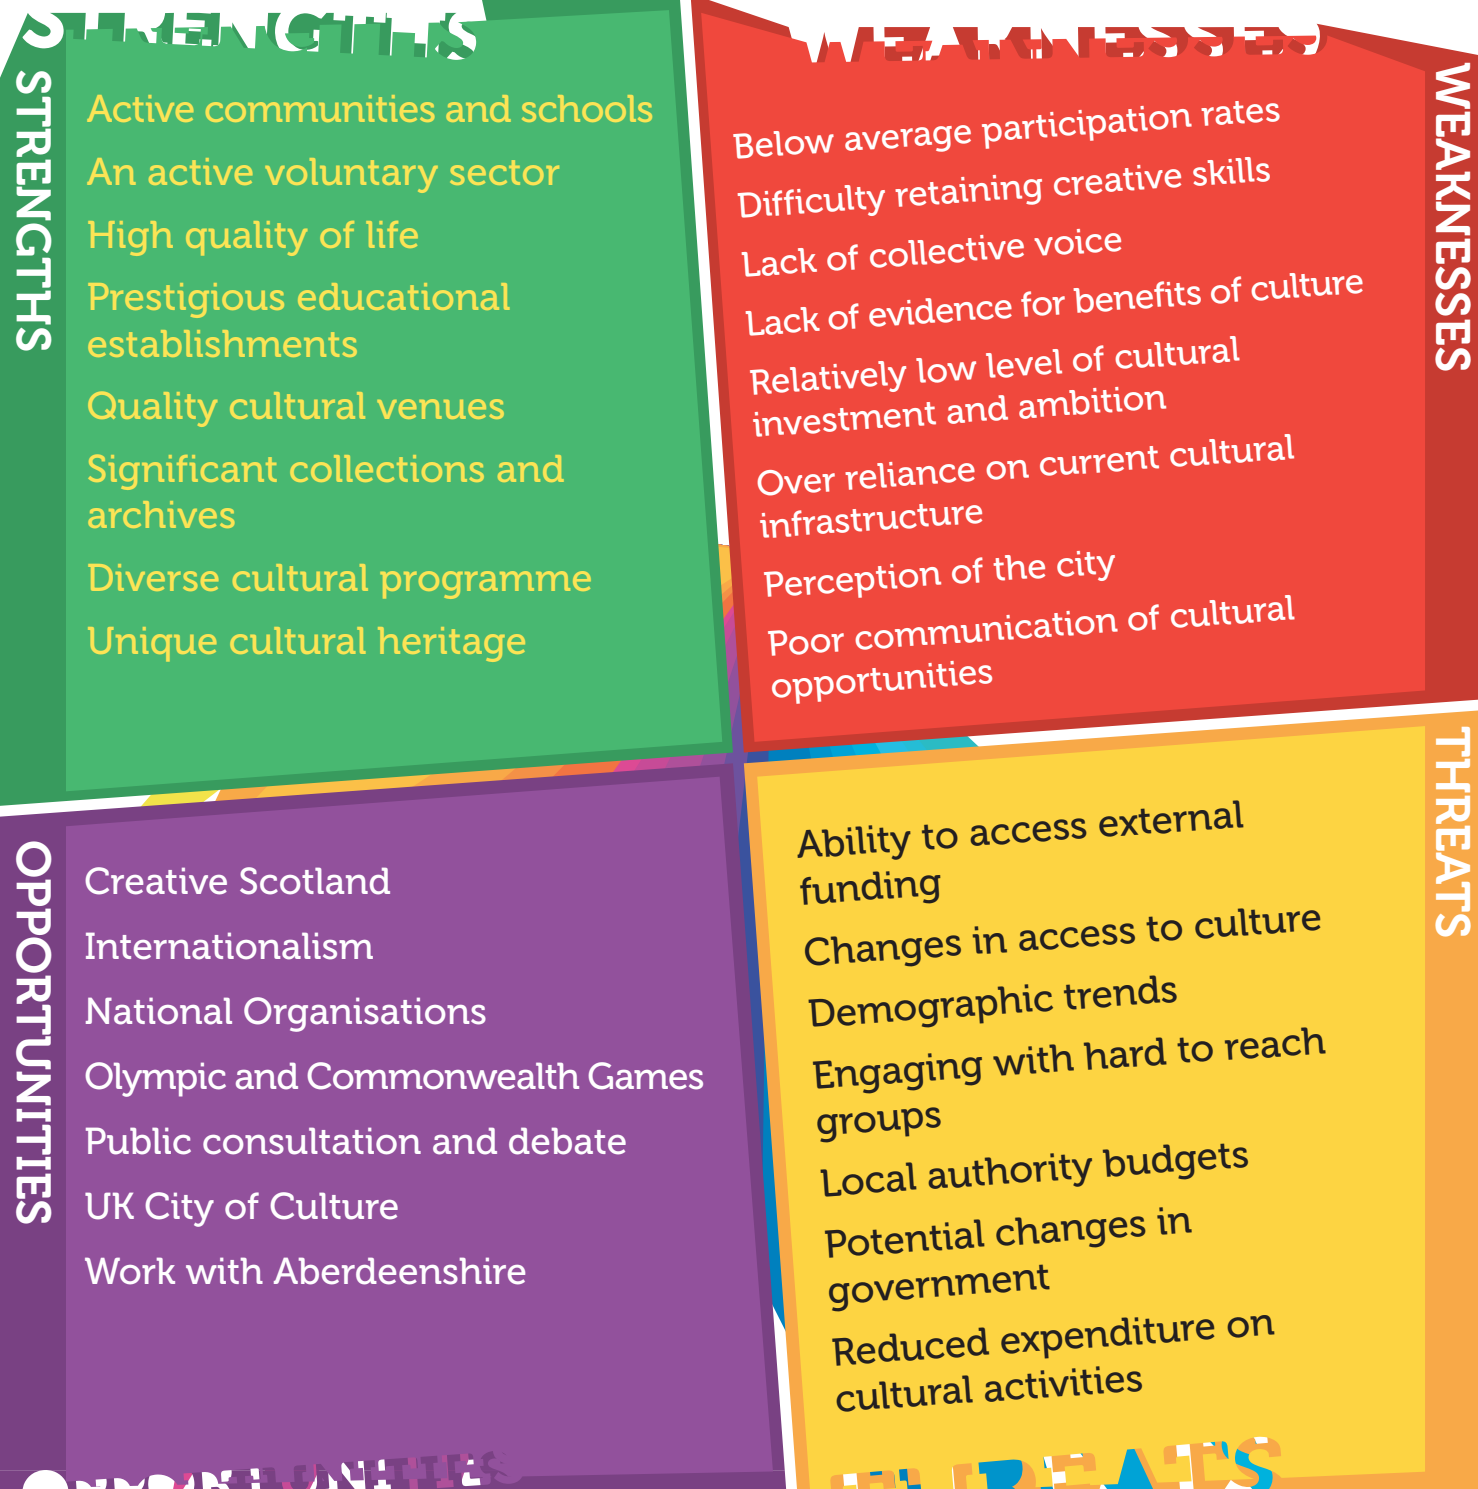 STRENGTHS
STRENGTHS
Active communities and schools
An active voluntary sector
High quality of life
Prestigious educational
establishments
Quality cultural venues
Significant collections and
archives
Diverse cultural programme
Unique cultural heritage
WEAKNESSES
WEAKNESSES
Below average participation rates
Difficulty retaining creative skills
Lack of collective voice
Lack of evidence for benefits of culture
Relatively low level of cultural
investment and ambition
Over reliance on current cultural
infrastructure
Perception of the city
Poor communication of cultural
opportunities
OPPORTUNITIES
Creative Scotland
Internationalism
National Organisations
Olympic and Commonwealth Games
Public consultation and debate
UK City of Culture
Work with Aberdeenshire
OPPORTUNITIES
THREATS
Ability to access external
funding
Changes in access to culture
Demographic trends
Engaging with hard to reach
groups
Local authority budgets
Potential changes in
government
Reduced expenditure on
cultural activities
THREATS